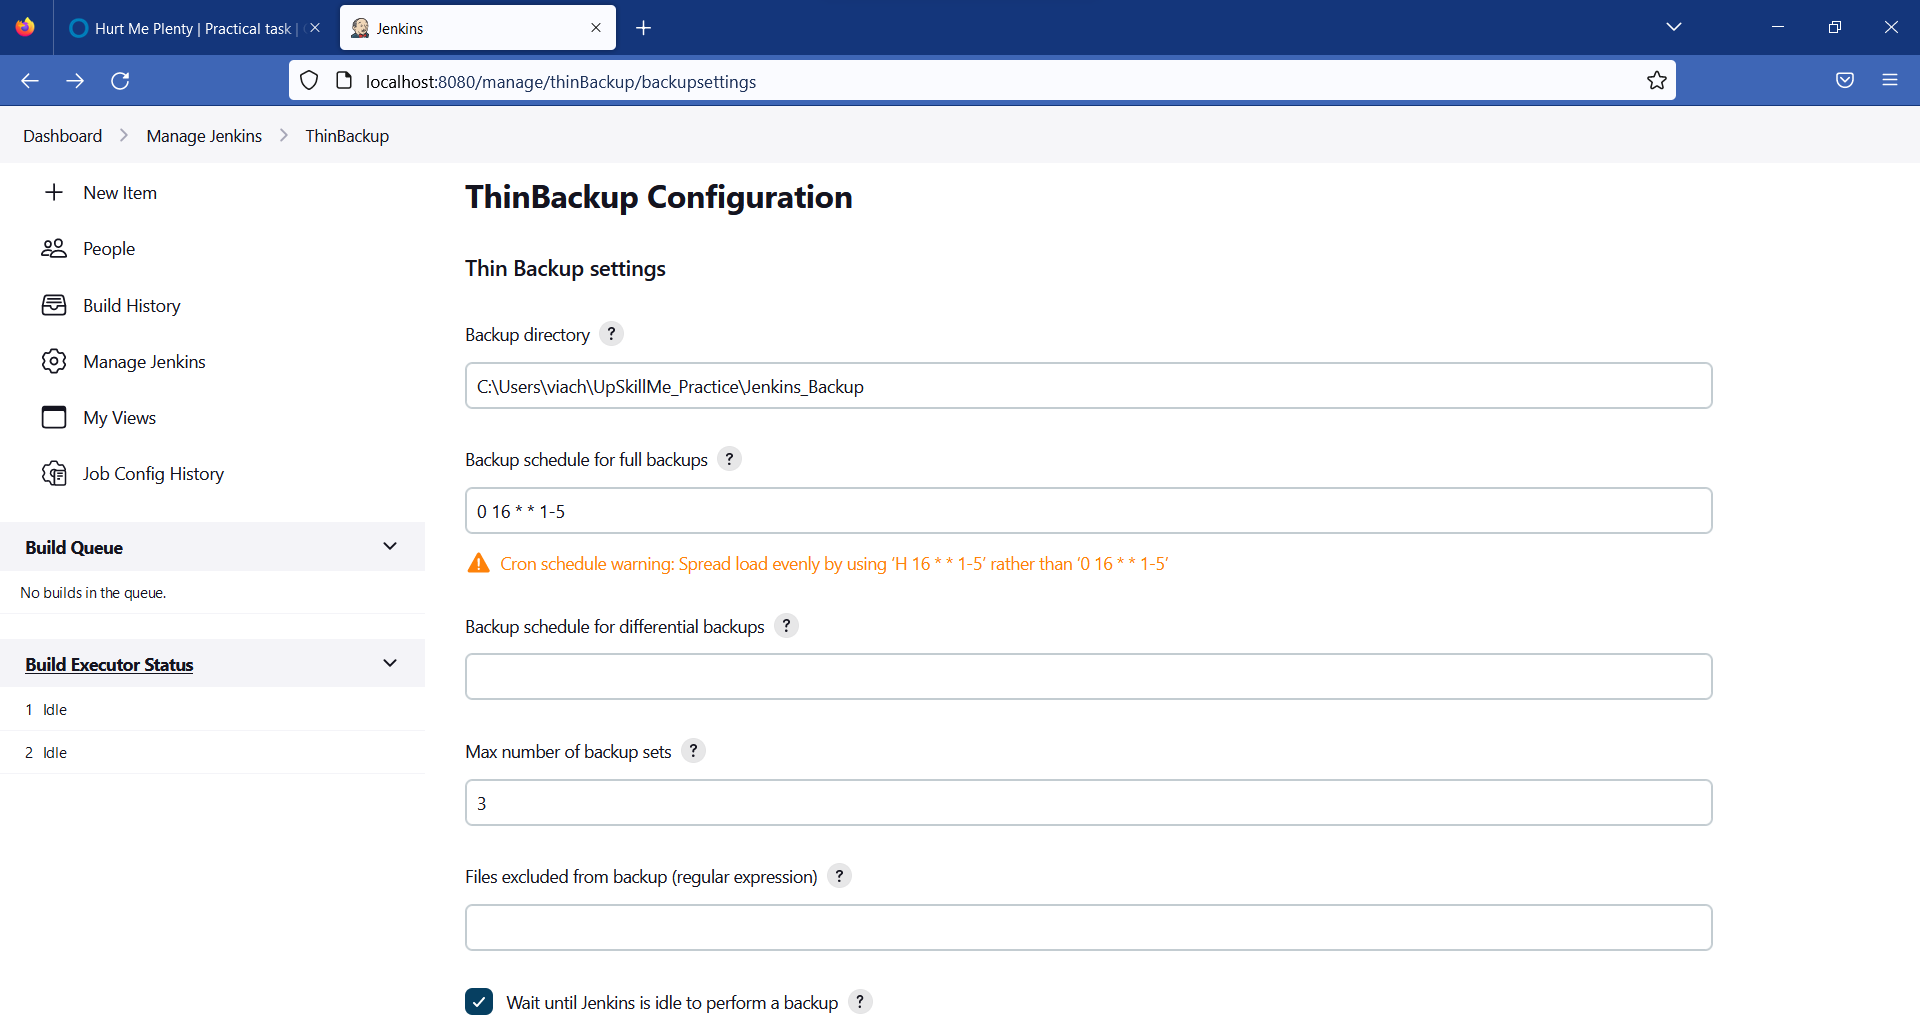 Hurt Me Plenty | Practical task |
Jenkins
localhost:8080/manage/thinBackup/backupsettings
Dashboard
Manage Jenkins
ThinBackup
New Item
People
Build History
Manage Jenkins
My Views
Job Config History
Build Queue
No builds in the queue.
Build Executor Status
1 Idle
2 Idle
ThinBackup Configuration
Thin Backup settings
Backup directory ?
C:\Users\viach\UpSkillMe_Practice\Jenkins_Backup
Backup schedule for full backups ?
0 16 * * 1-5
Cron schedule warning: Spread load evenly by using ‘H 16 * * 1-5’ rather than ‘0 16 * * 1-5’
Backup schedule for differential backups ?
Max number of backup sets ?
3
Files excluded from backup (regular expression) ?
Wait until Jenkins is idle to perform a backup ?